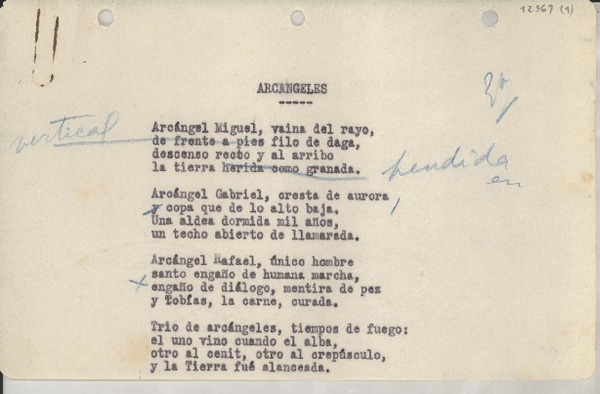 12367 (1)
ARCANGELES
3º
vertical
Arcángel Miguel, vaina del rayo,
de frente a pies filo de daga,
descenso recto y al arribo
la tierra herida como granada.
hendida
en
Arcángel Gabriel, cresta de aurora
y copa que de lo alto baja.
Una aldea dormida mil años,
un techo abierto de llamarada.
Arcángel Rafael, único hombre
santo engaño de humana marcha,
x engaño de diálogo, mentira de pez
y Tobías, la carne, curada.
Trio de arcángeles, tiempos de fuego:
el uno vino cuando el alba,
otro al cenit, otro al crepúsculo,
y la Tierra fué alanceada.